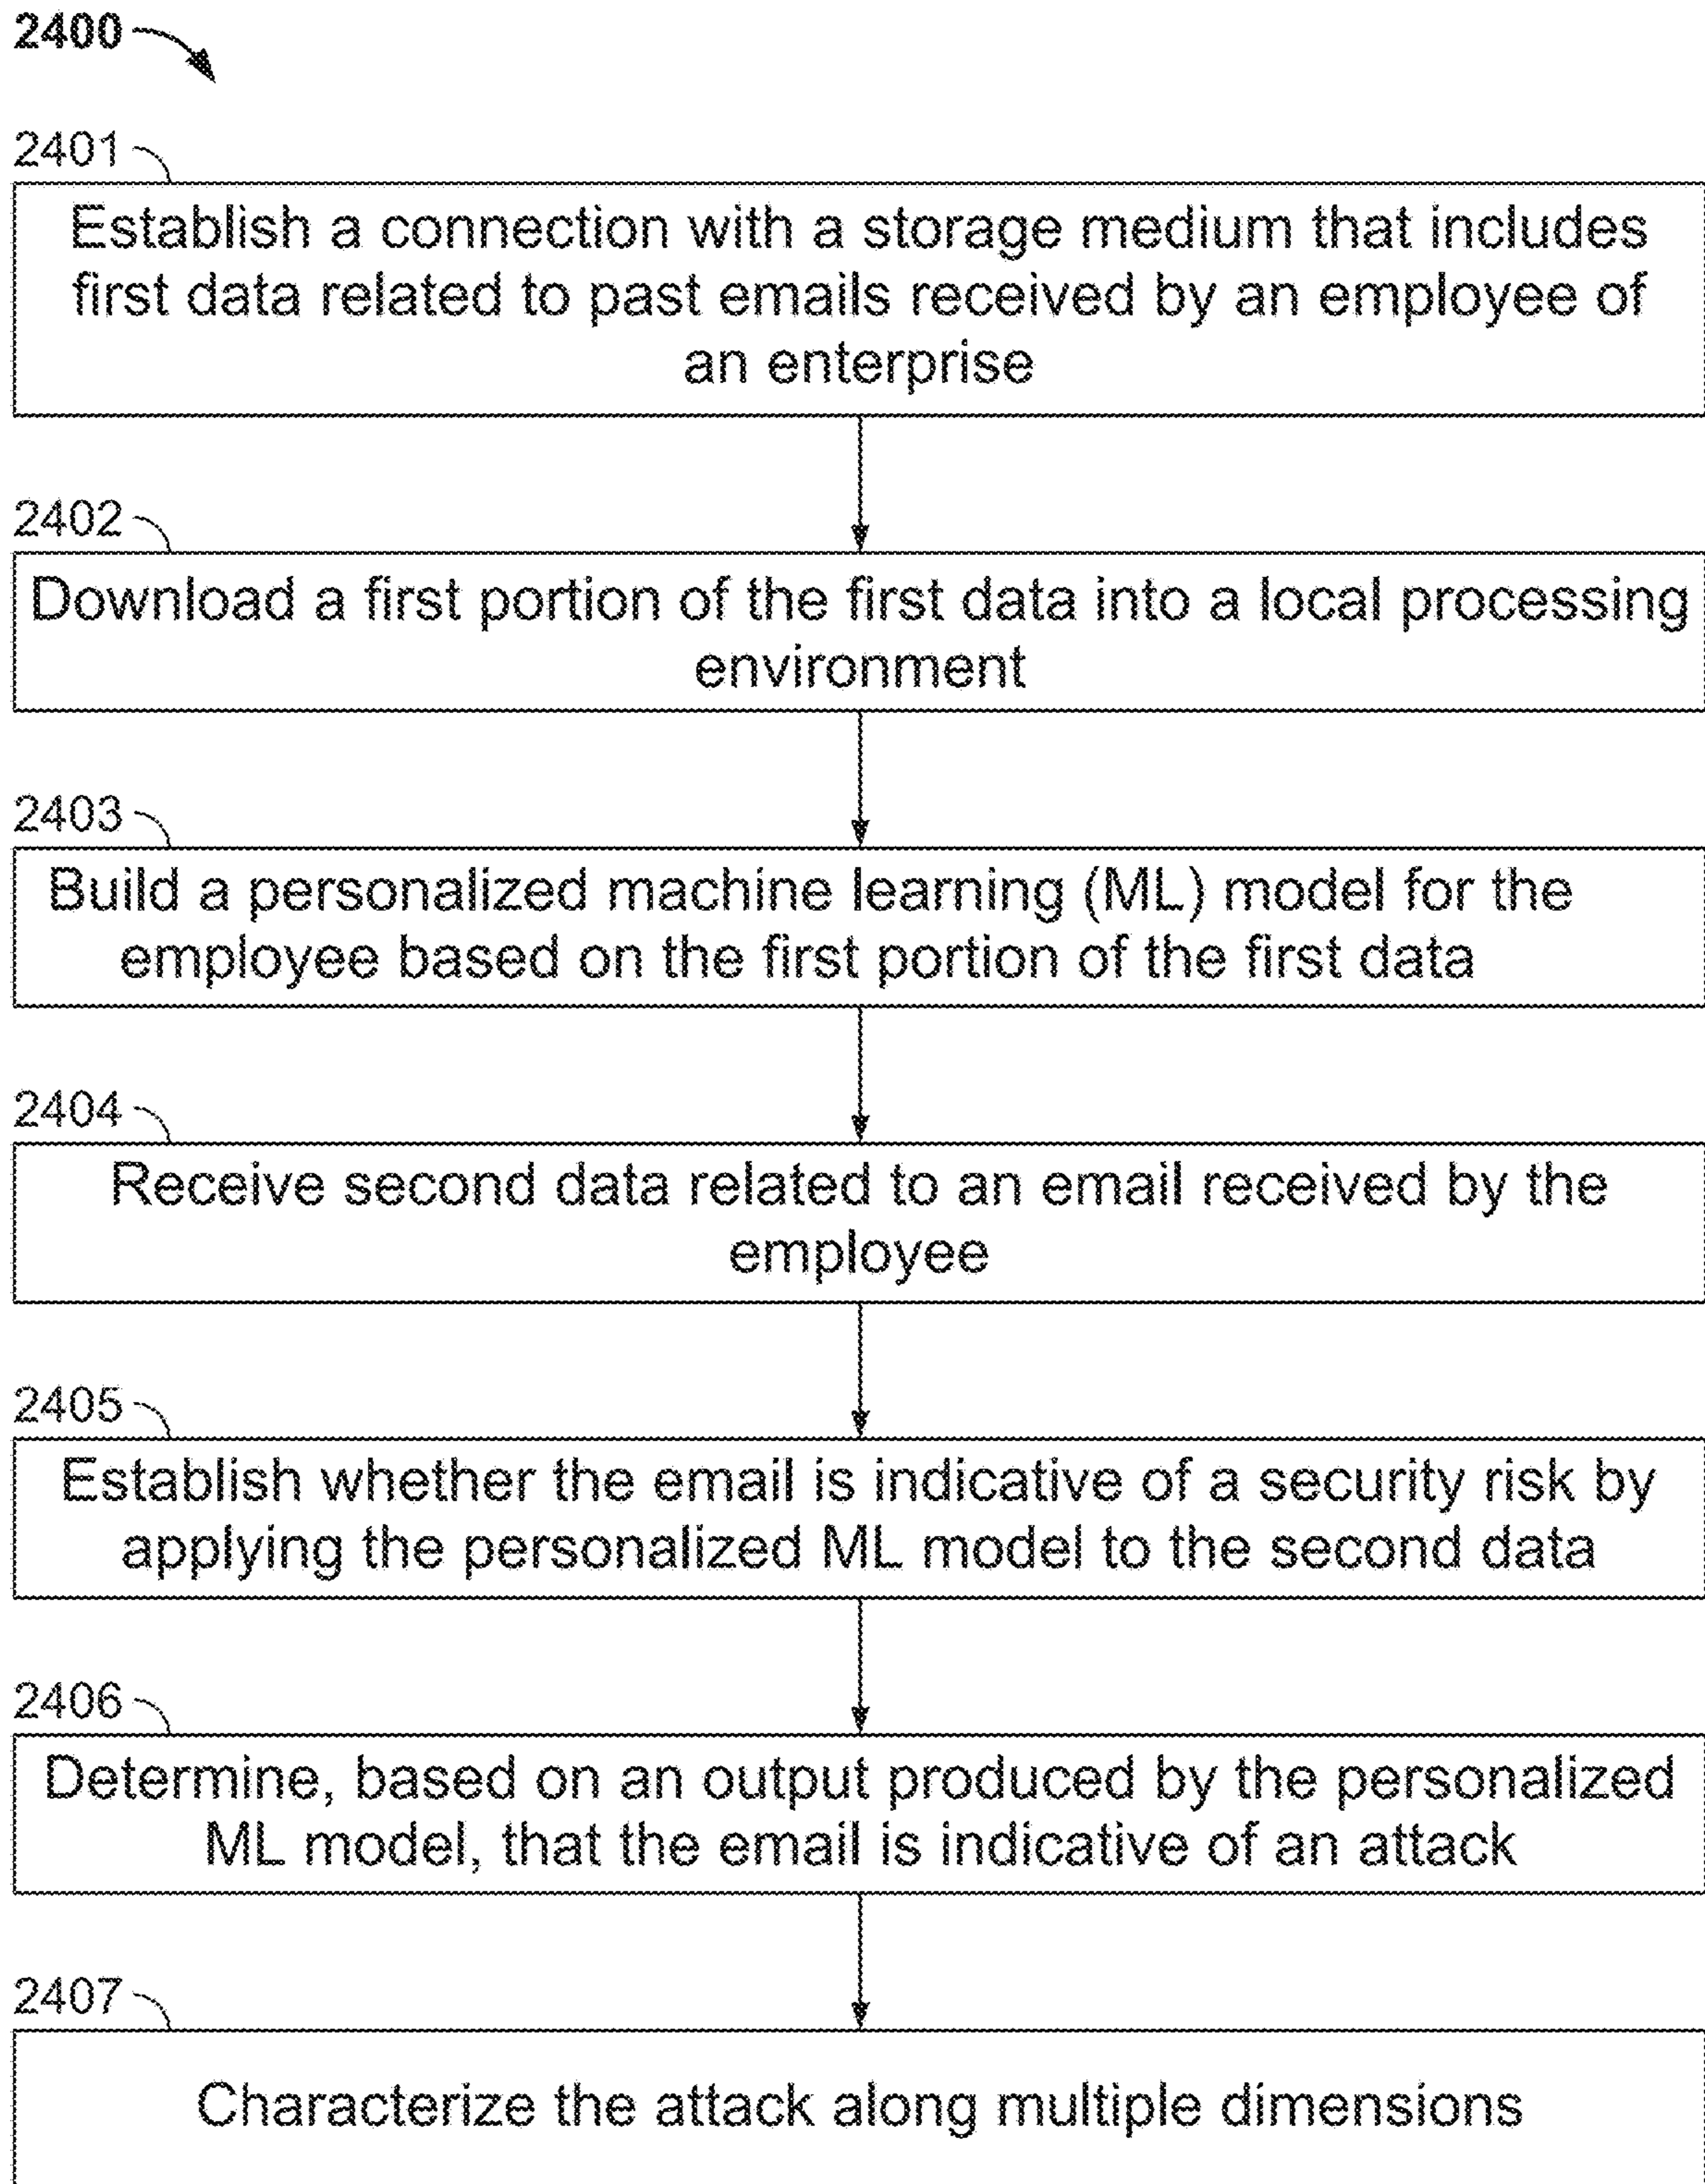 2400
2401
Establish a connection with a storage medium that includes
first data related to past emails received by an employee of
an enterprise
2402
Download a first portion of the first data into a local processing
environment
2403
Build a personalized machine learning (ML) model for the
employee based on the first portion of the first data
2404
Receive second data related to an email received by the
employee
2405
Establish whether the email is indicative of a security risk by
applying the personalized ML model to the second data
2406
Determine, based on an output produced by the personalized
ML model, that the email is indicative of an attack
2407
Characterize the attack along multiple dimensions